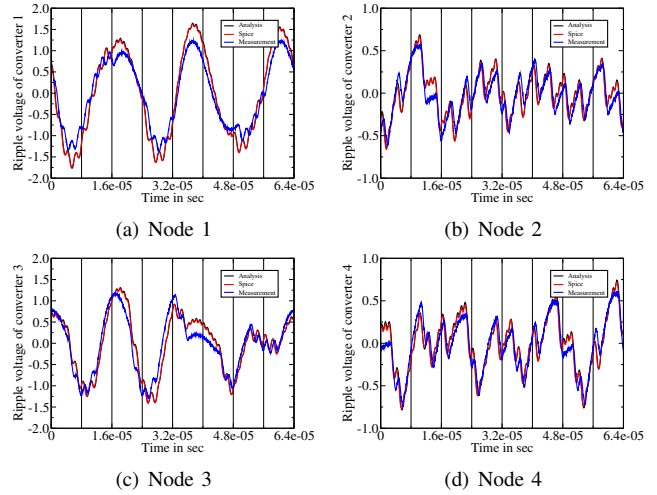 Ripple voltage of converter 1
2.0
1.5
1.0
0.5
0.0
-0.5
-1.0
-1.5
-2.0
Analysis
Spice
Measurement
0 1.6e-05 3.2e-05 4.8e-05 6.4e-05
Time in sec
(a) Node 1
Ripple voltage of converter 2
1.0
0.5
0.0
-0.5
-1.0
Analysis
Spice
Measurement
0 1.6e-05 3.2e-05 4.8e-05 6.4e-05
Time in sec
(b) Node 2
Ripple voltage of converter 3
2.0
1.5
1.0
0.5
0.0
-0.5
-1.0
-1.5
-2.0
Analysis
Spice
Measurement
0 1.6e-05 3.2e-05 4.8e-05 6.4e-05
Time in sec
(c) Node 3
Ripple voltage of converter 4
1.0
0.5
0.0
-0.5
-1.0
Analysis
Spice
Measurement
0 1.6e-05 3.2e-05 4.8e-05 6.4e-05
Time in sec
(d) Node 4